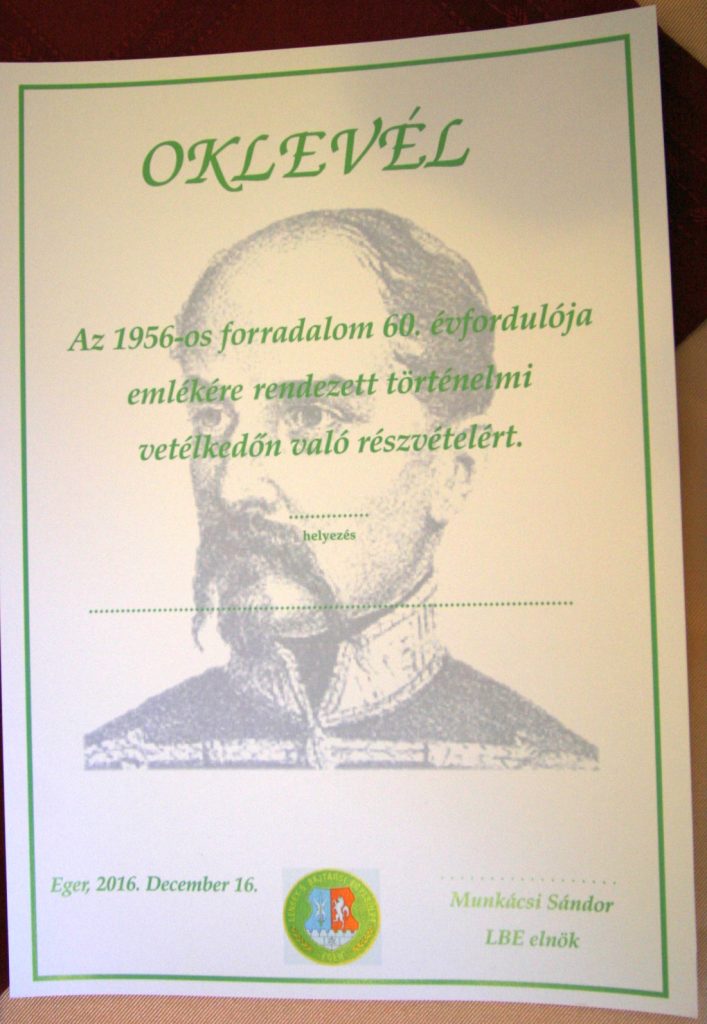 OKLEVÉL
Az 1956-os forradalom 60. évfordulója
emlékére rendezett történelmi
vetélkedőn való részvételért.
................
helyezés
................................................................................
Eger, 2016. December 16.
....................
Munkácsi Sándor
LBE elnök
EGER